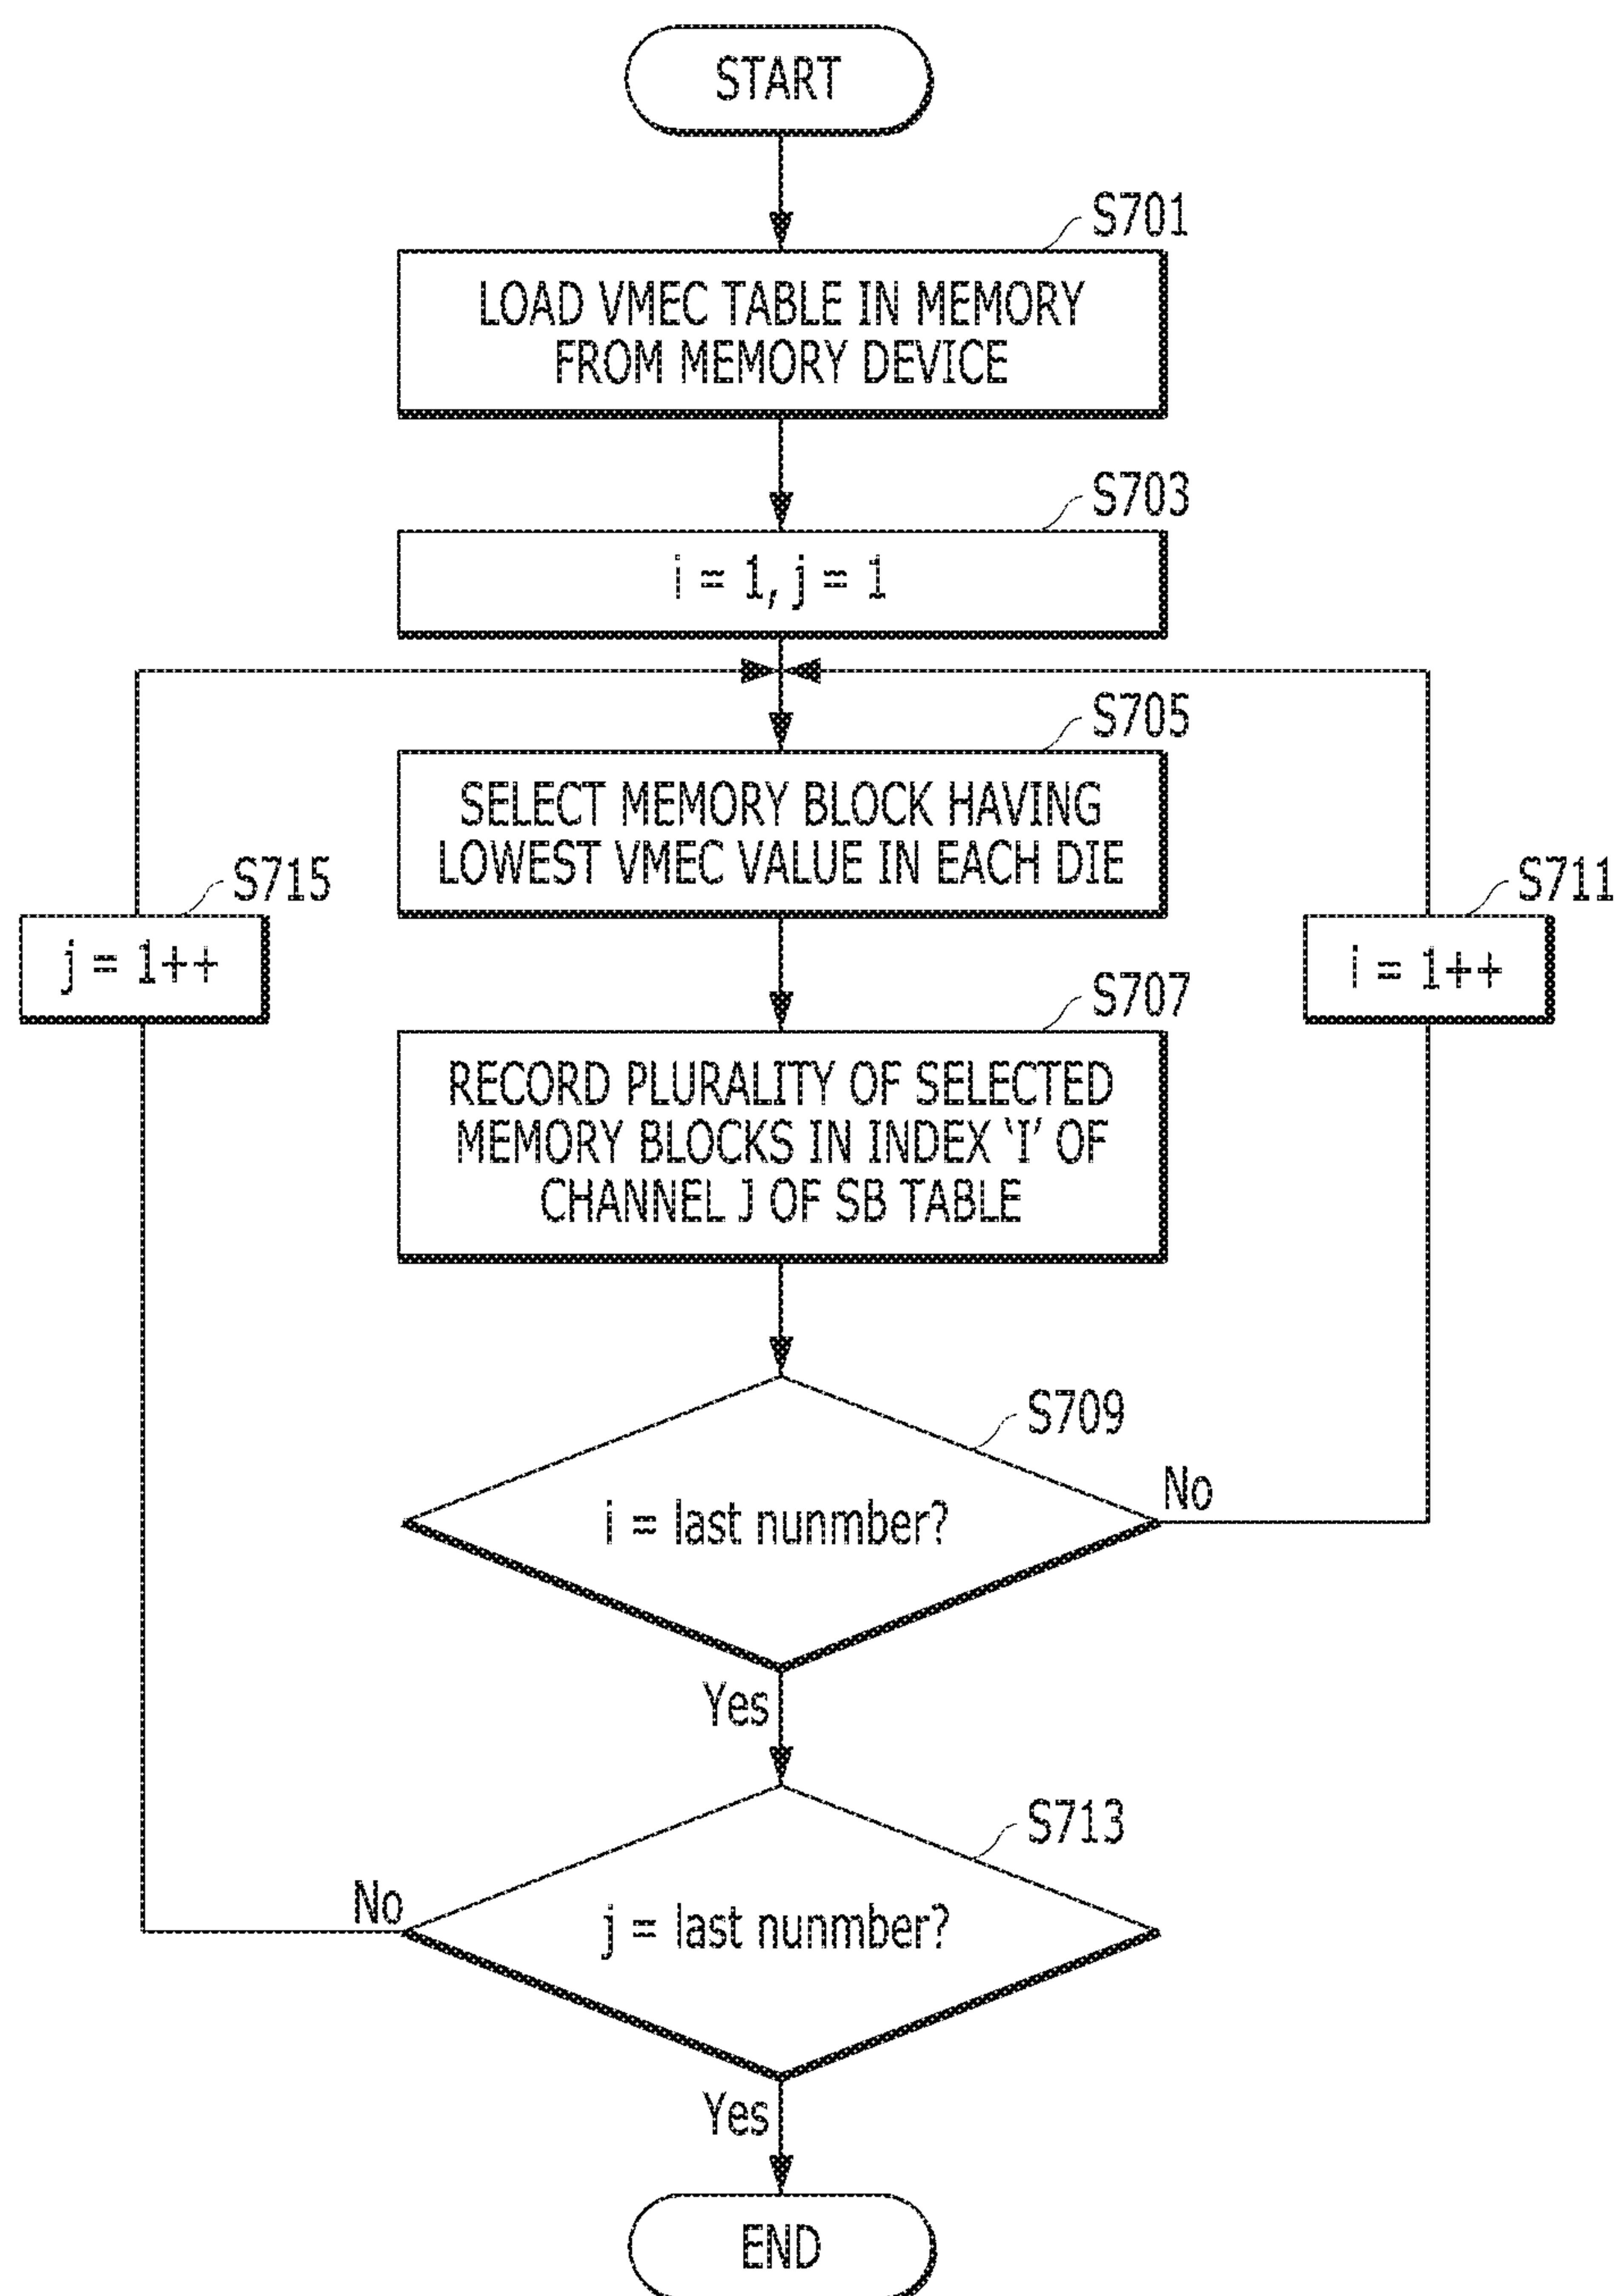 START
S701
LOAD VMEC TABLE IN MEMORY
FROM MEMORY DEVICE
S703
i = 1, j = 1
S705
SELECT MEMORY BLOCK HAVING
LOWEST VMEC VALUE IN EACH DIE
S715
j = 1++
S711
i = 1++
S707
RECORD PLURALITY OF SELECTED
MEMORY BLOCKS IN INDEX ‘I’ OF
CHANNEL J OF SB TABLE
S709
i = last nunmber?
No
Yes
S713
j = last nunmber?
No
Yes
END